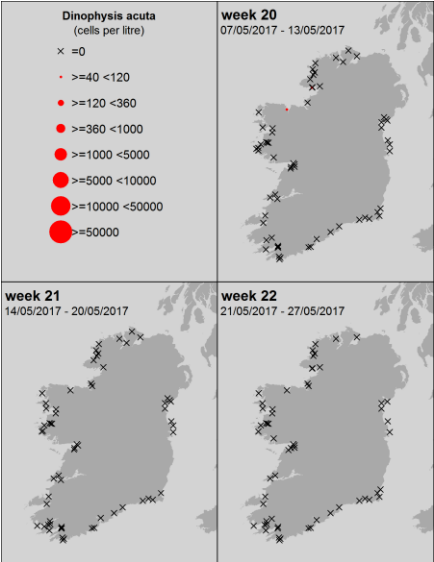 Dinophysis acuta
(cells per litre)
=0
>=40 <120
>=120 <360
>=360 <1000
>=1000 <5000
>=5000 <10000
>=10000 <50000
>=50000
week 20
07/05/2017 - 13/05/2017
week 21
14/05/2017 - 20/05/2017
week 22
21/05/2017 - 27/05/2017